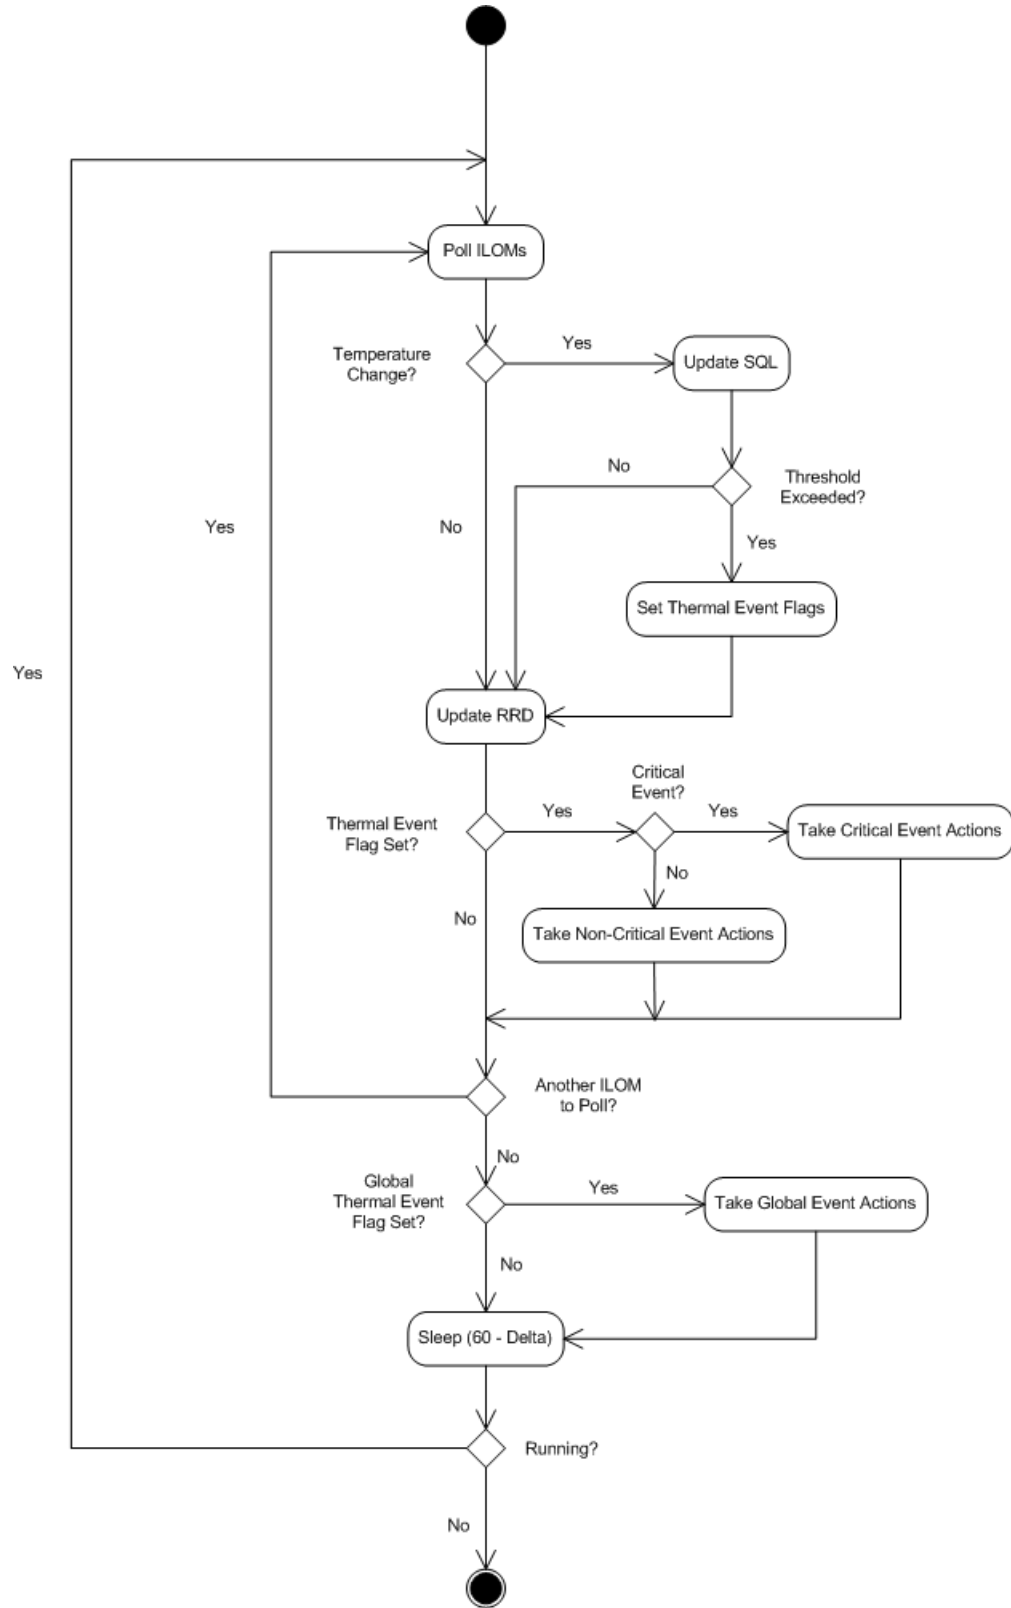 Poll ILOMs
Temperature
Change?
Yes
Update SQL
No
Threshold
Exceeded?
Yes
No
Yes
Set Thermal Event Flags
Yes
Update RRD
Critical
Event?
Thermal Event
Flag Set?
Yes
Yes
Take Critical Event Actions
No
No
Take Non-Critical Event Actions
Another ILOM
to Poll?
No
Global
Thermal Event
Flag Set?
Yes
Take Global Event Actions
No
Sleep (60 - Delta)
Running?
No